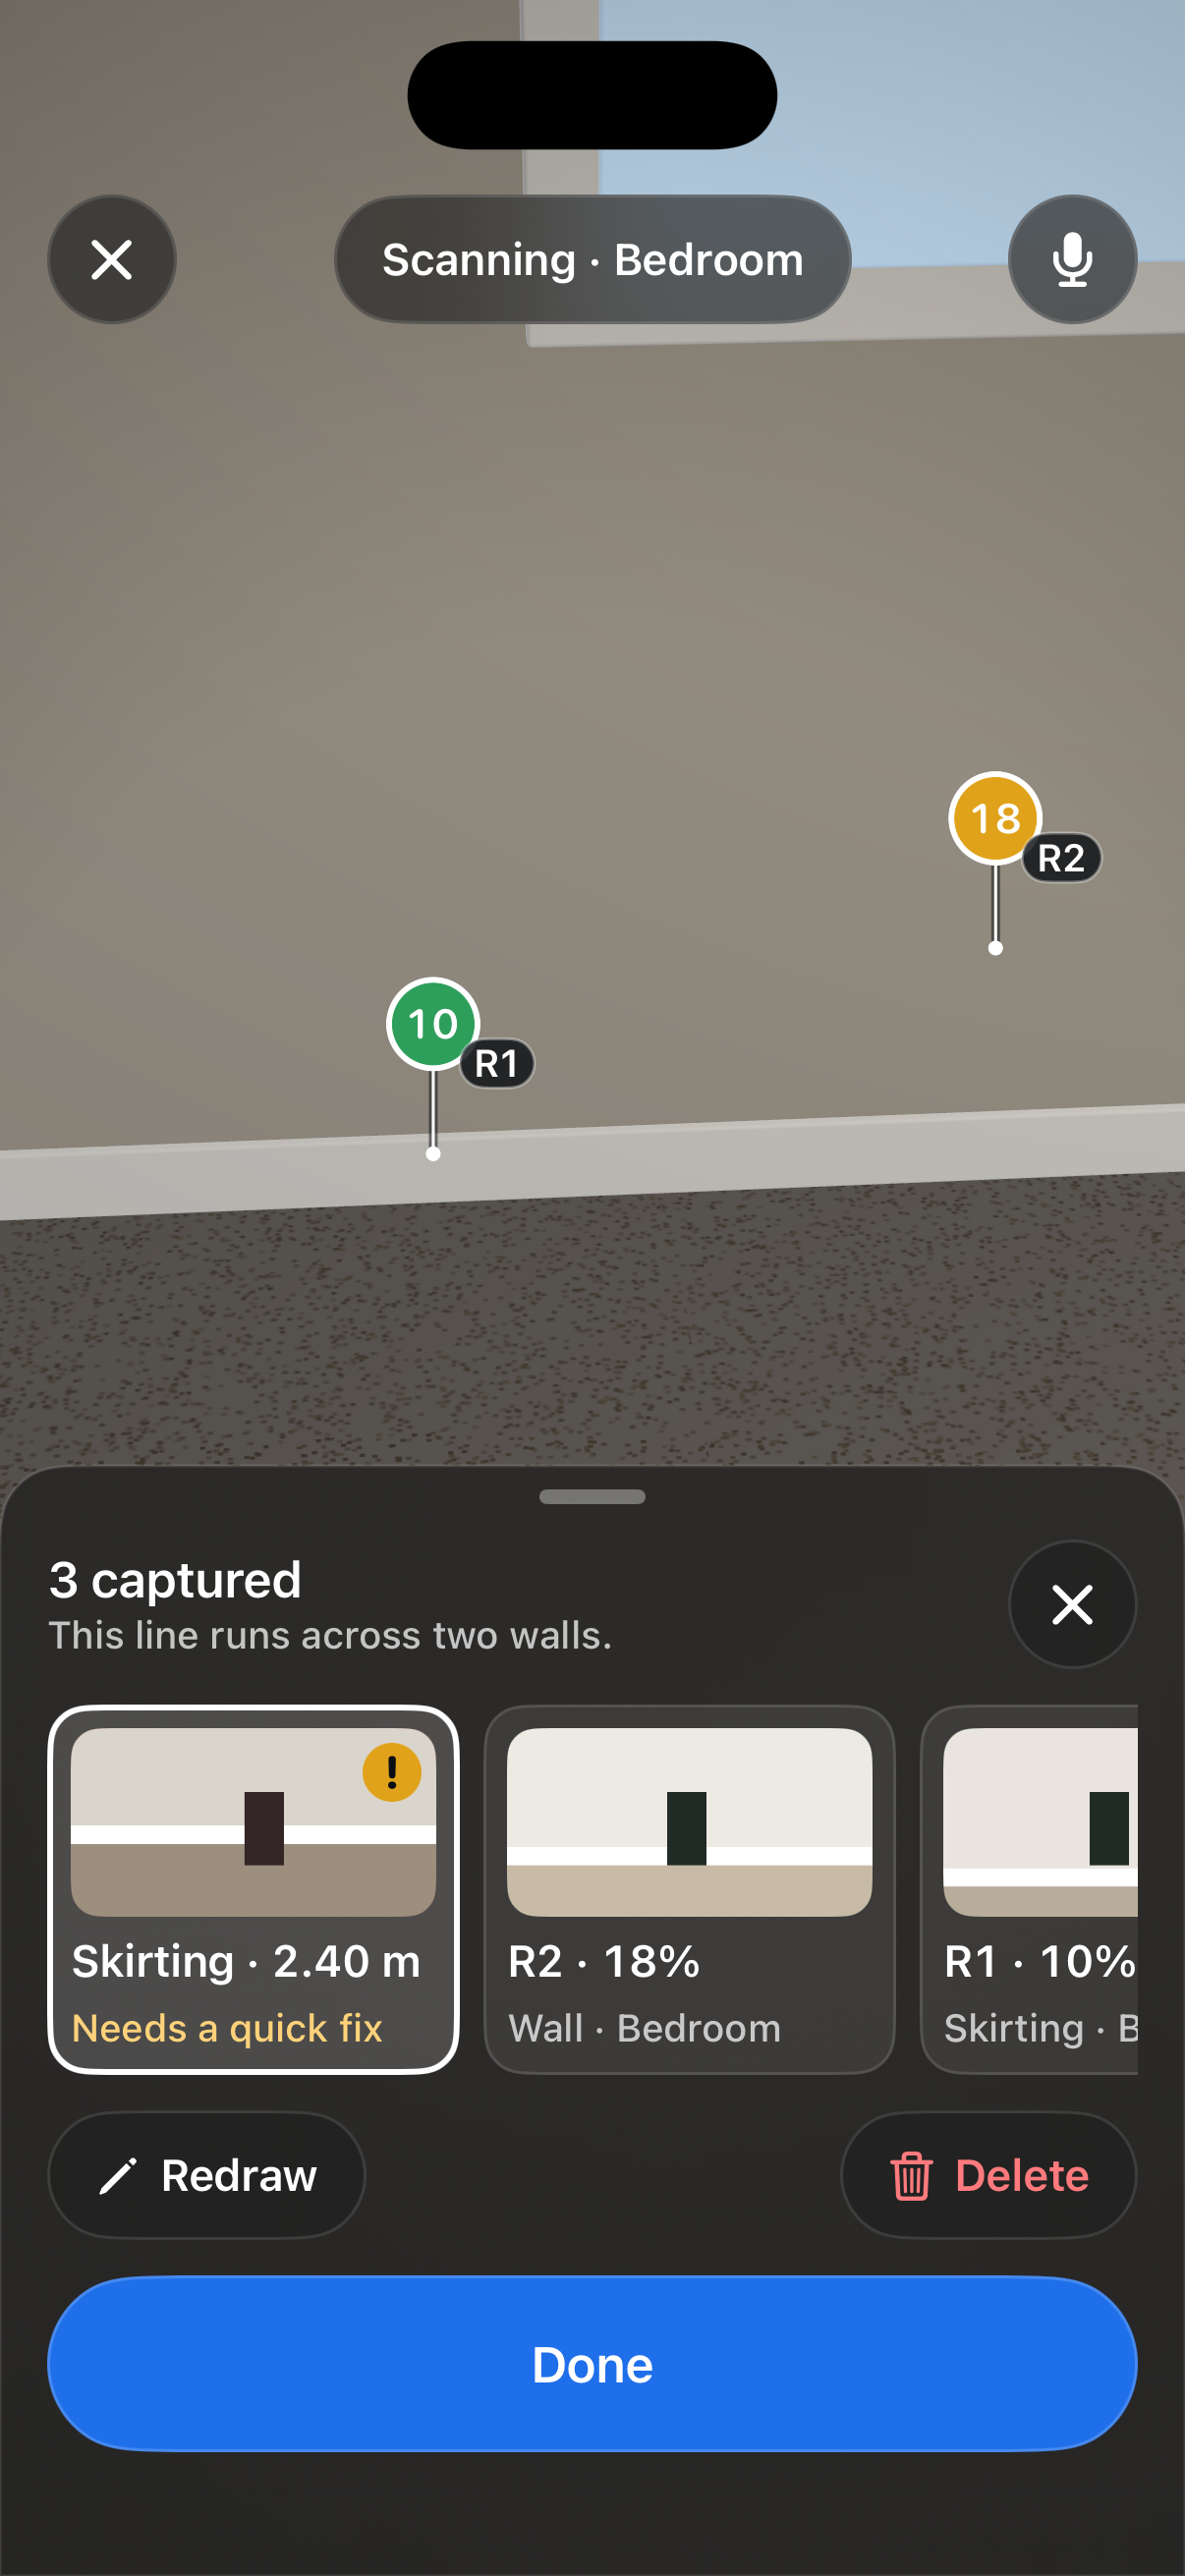 Scanning · Bedroom
18
R2
10
R1
3 captured
This line runs across two walls.
!
Skirting · 2.40 m
Needs a quick fix
R2 · 18%
Wall · Bedroom
R1 · 10%
Skirting · B
Redraw
Delete
Done